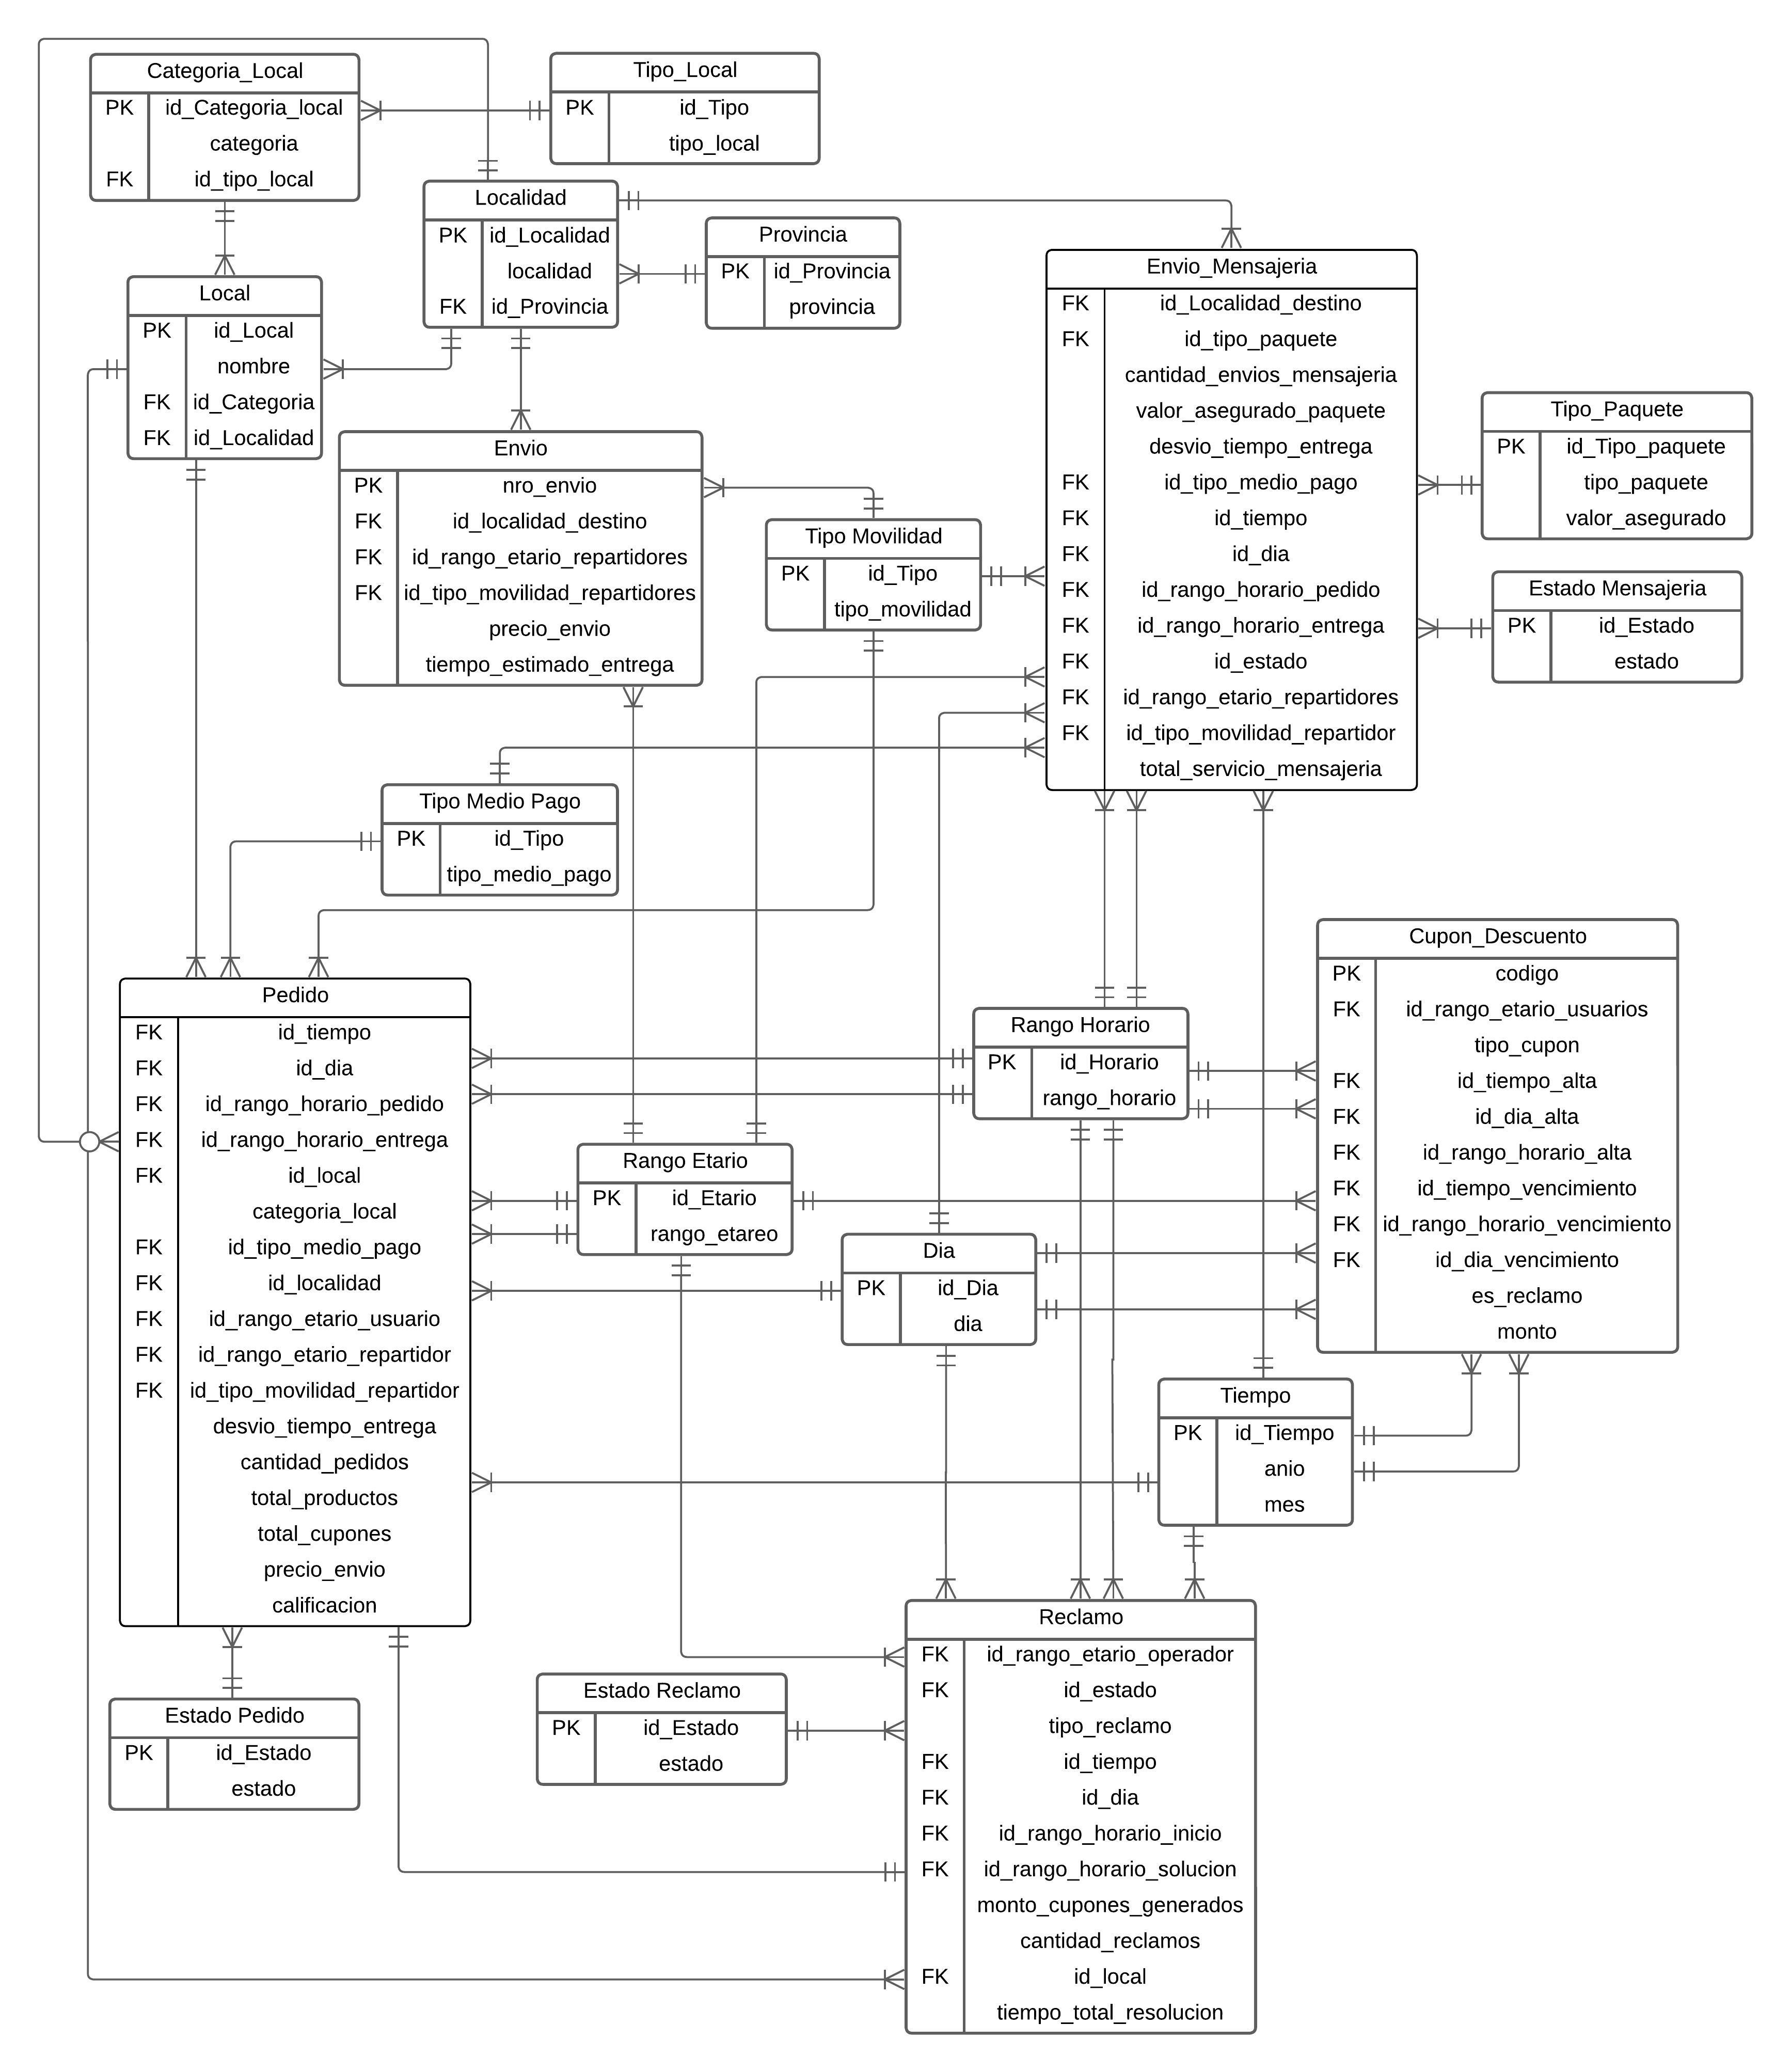 Categoria_Local
PK id_Categoria_local
categoria
FK id_tipo_local
Tipo_Local
PK id_Tipo
tipo_local
Localidad
PK id_Localidad
localidad
FK id_Provincia
Provincia
PK id_Provincia
provincia
Local
PK id_Local
nombre
FK id_Categoria
FK id_Localidad
Envio_Mensajeria
FK id_Localidad_destino
FK id_tipo_paquete
cantidad_envios_mensajeria
valor_asegurado_paquete
desvio_tiempo_entrega
FK id_tipo_medio_pago
FK id_tiempo
FK id_dia
FK id_rango_horario_pedido
FK id_rango_horario_entrega
FK id_estado
FK id_rango_etario_repartidores
FK id_tipo_movilidad_repartidor
total_servicio_mensajeria
Tipo_Paquete
PK id_Tipo_paquete
tipo_paquete
valor_asegurado
Estado Mensajeria
PK id_Estado
estado
Envio
PK nro_envio
FK id_localidad_destino
FK id_rango_etario_repartidores
FK id_tipo_movilidad_repartidores
precio_envio
tiempo_estimado_entrega
Tipo Movilidad
PK id_Tipo
tipo_movilidad
Tipo Medio Pago
PK id_Tipo
tipo_medio_pago
Pedido
FK id_tiempo
FK id_dia
FK id_rango_horario_pedido
FK id_rango_horario_entrega
FK id_local
categoria_local
FK id_tipo_medio_pago
FK id_localidad
FK id_rango_etario_usuario
FK id_rango_etario_repartidor
FK id_tipo_movilidad_repartidor
desvio_tiempo_entrega
cantidad_pedidos
total_productos
total_cupones
precio_envio
calificacion
Rango Horario
PK id_Horario
rango_horario
Cupon_Descuento
PK codigo
FK id_rango_etario_usuarios
tipo_cupon
FK id_tiempo_alta
FK id_dia_alta
FK id_rango_horario_alta
FK id_tiempo_vencimiento
FK id_rango_horario_vencimiento
FK id_dia_vencimiento
es_reclamo
monto
Rango Etario
PK id_Etario
rango_etareo
Dia
PK id_Dia
dia
Tiempo
PK id_Tiempo
anio
mes
Estado Pedido
PK id_Estado
estado
Estado Reclamo
PK id_Estado
estado
Reclamo
FK id_rango_etario_operador
FK id_estado
tipo_reclamo
FK id_tiempo
FK id_dia
FK id_rango_horario_inicio
FK id_rango_horario_solucion
monto_cupones_generados
cantidad_reclamos
FK id_local
tiempo_total_resolucion